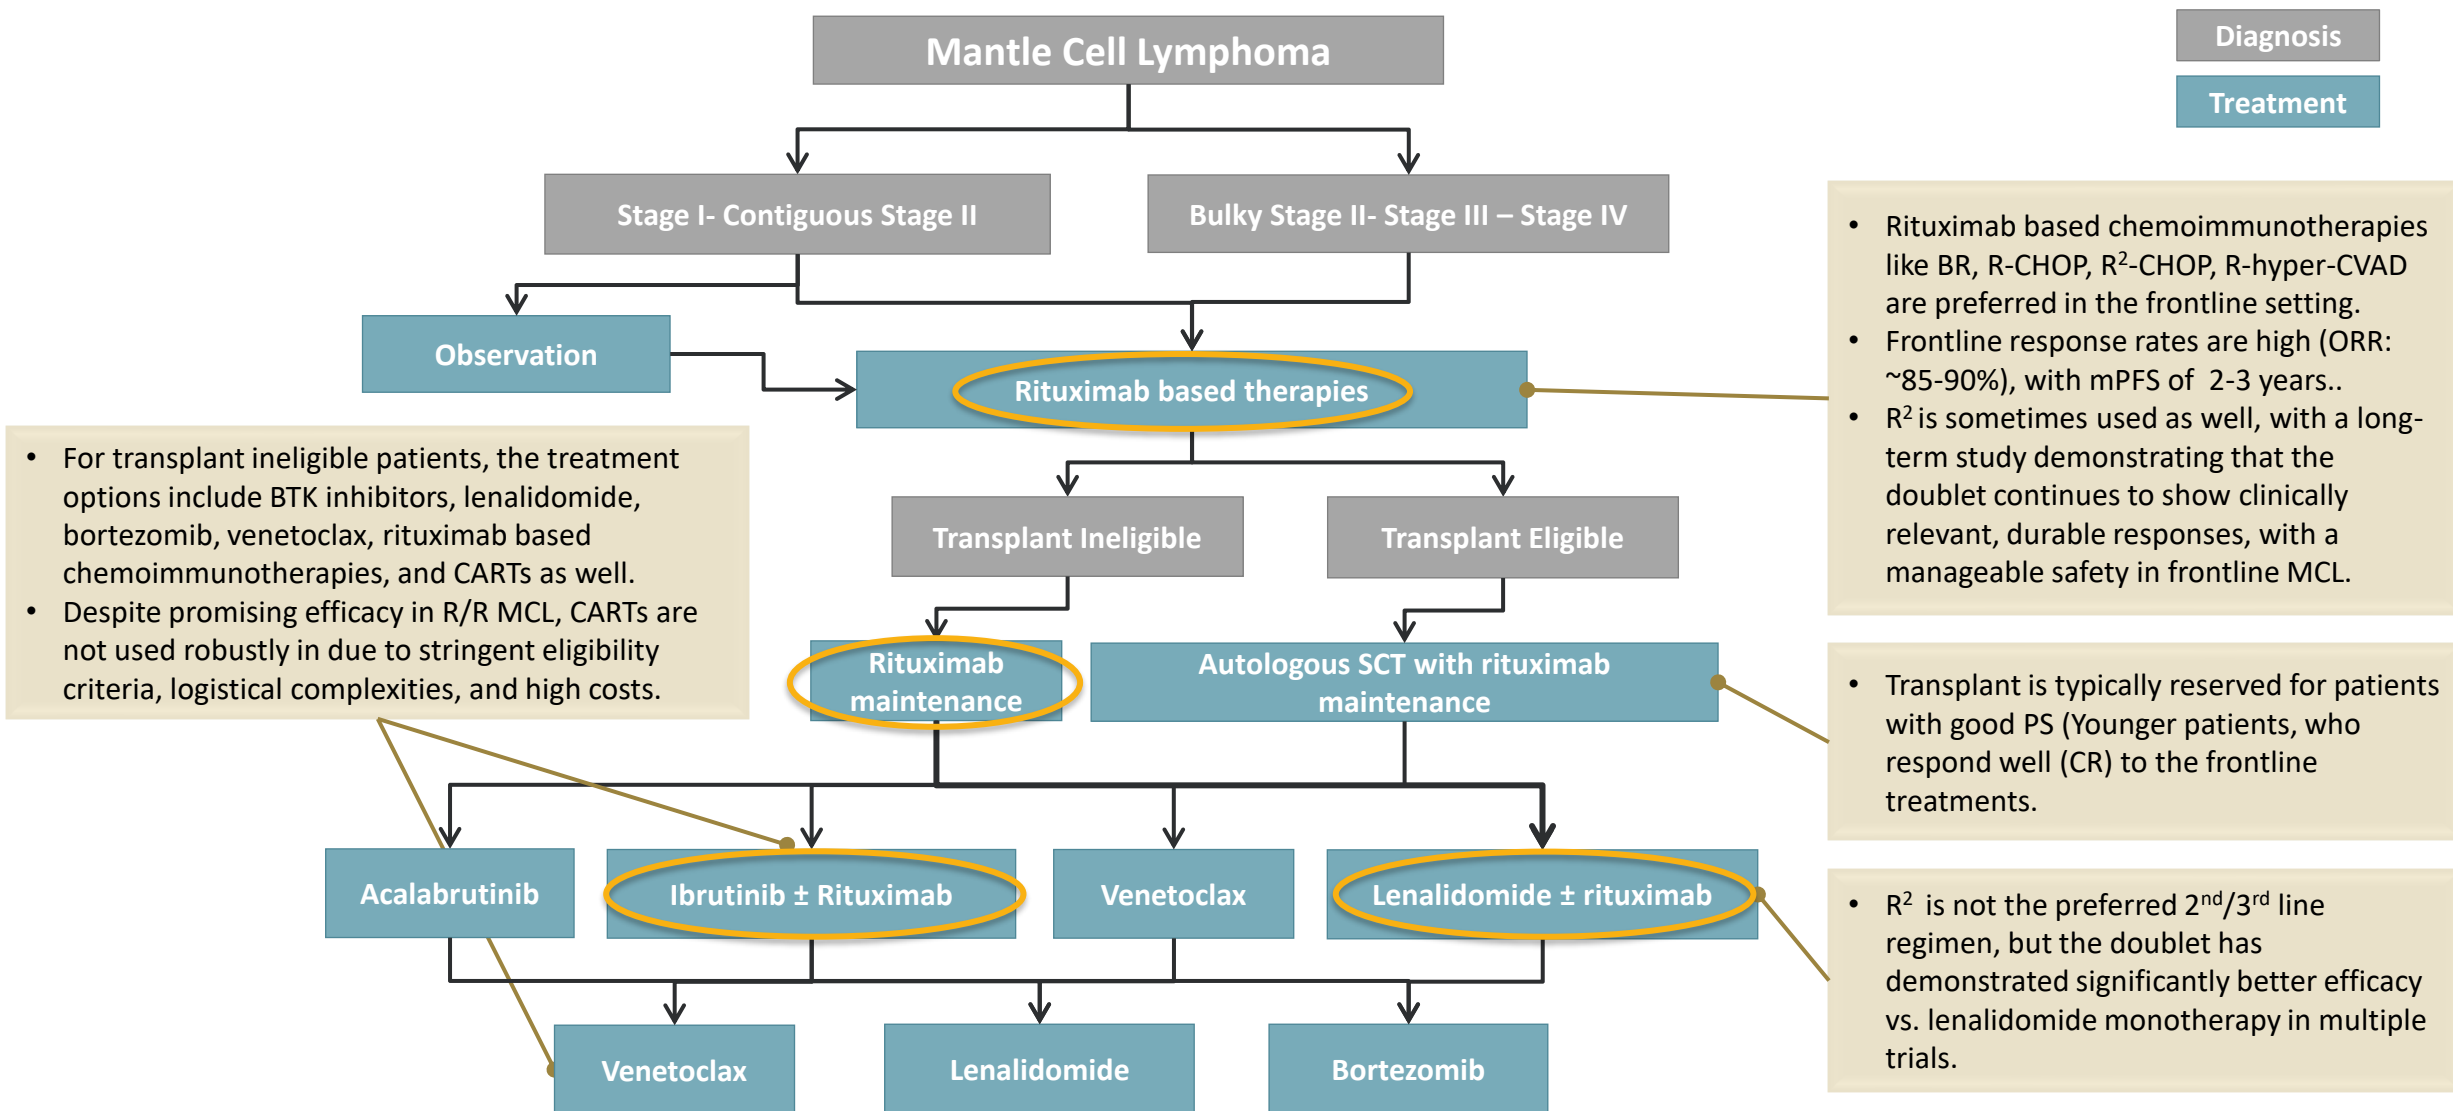 Mantle Cell Lymphoma
Diagnosis
Treatment
Stage I- Contiguous Stage II
Bulky Stage II- Stage III – Stage IV
Observation
Rituximab based therapies
• Rituximab based chemoimmunotherapies
like BR, R-CHOP, R²-CHOP, R-hyper-CVAD
are preferred in the frontline setting.
• Frontline response rates are high (ORR:
~85-90%), with mPFS of 2-3 years..
• R² is sometimes used as well, with a long-
term study demonstrating that the
doublet continues to show clinically
relevant, durable responses, with a
manageable safety in frontline MCL.
• For transplant ineligible patients, the treatment
options include BTK inhibitors, lenalidomide,
bortezomib, venetoclax, rituximab based
chemoimmunotherapies, and CARTs as well.
• Despite promising efficacy in R/R MCL, CARTs are
not used robustly in due to stringent eligibility
criteria, logistical complexities, and high costs.
Transplant Ineligible
Transplant Eligible
Rituximab
maintenance
Autologous SCT with rituximab
maintenance
• Transplant is typically reserved for patients
with good PS (Younger patients, who
respond well (CR) to the frontline
treatments.
Acalabrutinib
Ibrutinib ± Rituximab
Venetoclax
Lenalidomide ± rituximab
• R² is not the preferred 2ⁿᵈ/3ʳᵈ line
regimen, but the doublet has
demonstrated significantly better efficacy
vs. lenalidomide monotherapy in multiple
trials.
Venetoclax
Lenalidomide
Bortezomib